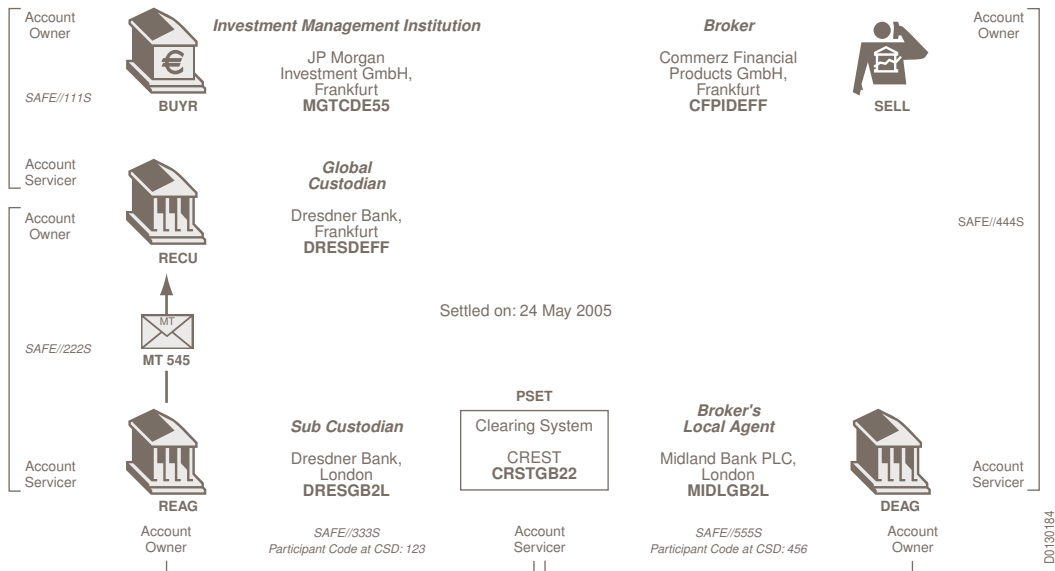 Account
Owner
Investment Management Institution
Broker
Account
Owner
JP Morgan
Investment GmbH,
Frankfurt
MGTCDE55
Commerz Financial
Products GmbH,
Frankfurt
CFPIDEFF
€
SAFE//111S
BUYR
SELL
Account
Servicer
Global
Custodian
Account
Owner
Dresdner Bank,
Frankfurt
DRESDEFF
SAFE//444S
RECU
Settled on: 24 May 2005
MT
SAFE//222S
MT 545
PSET
Sub Custodian
Clearing System
Broker's
Local Agent
Dresdner Bank,
London
DRESGB2L
CREST
CRSTGB22
Midland Bank PLC,
London
MIDLGB2L
Account
Servicer
Account
Servicer
REAG
DEAG
Account
Owner
SAFE//333S
Participant Code at CSD: 123
Account
Servicer
SAFE//555S
Participant Code at CSD: 456
Account
Owner
D0130184